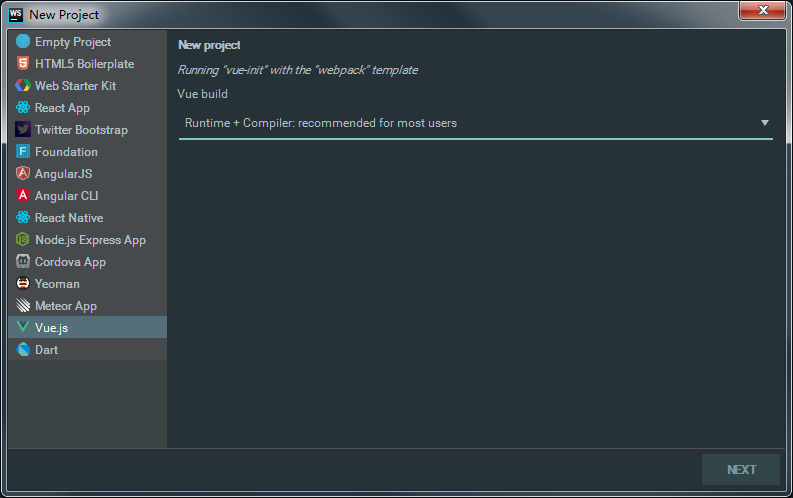 WS
New Project
Empty Project
HTML5 Boilerplate
Web Starter Kit
React App
Twitter Bootstrap
Foundation
AngularJS
Angular CLI
React Native
Node.js Express App
Cordova App
Yeoman
Meteor App
Vue.js
Dart
New project
Running "vue-init" with the "webpack" template
Vue build
Runtime + Compiler: recommended for most users
NEXT